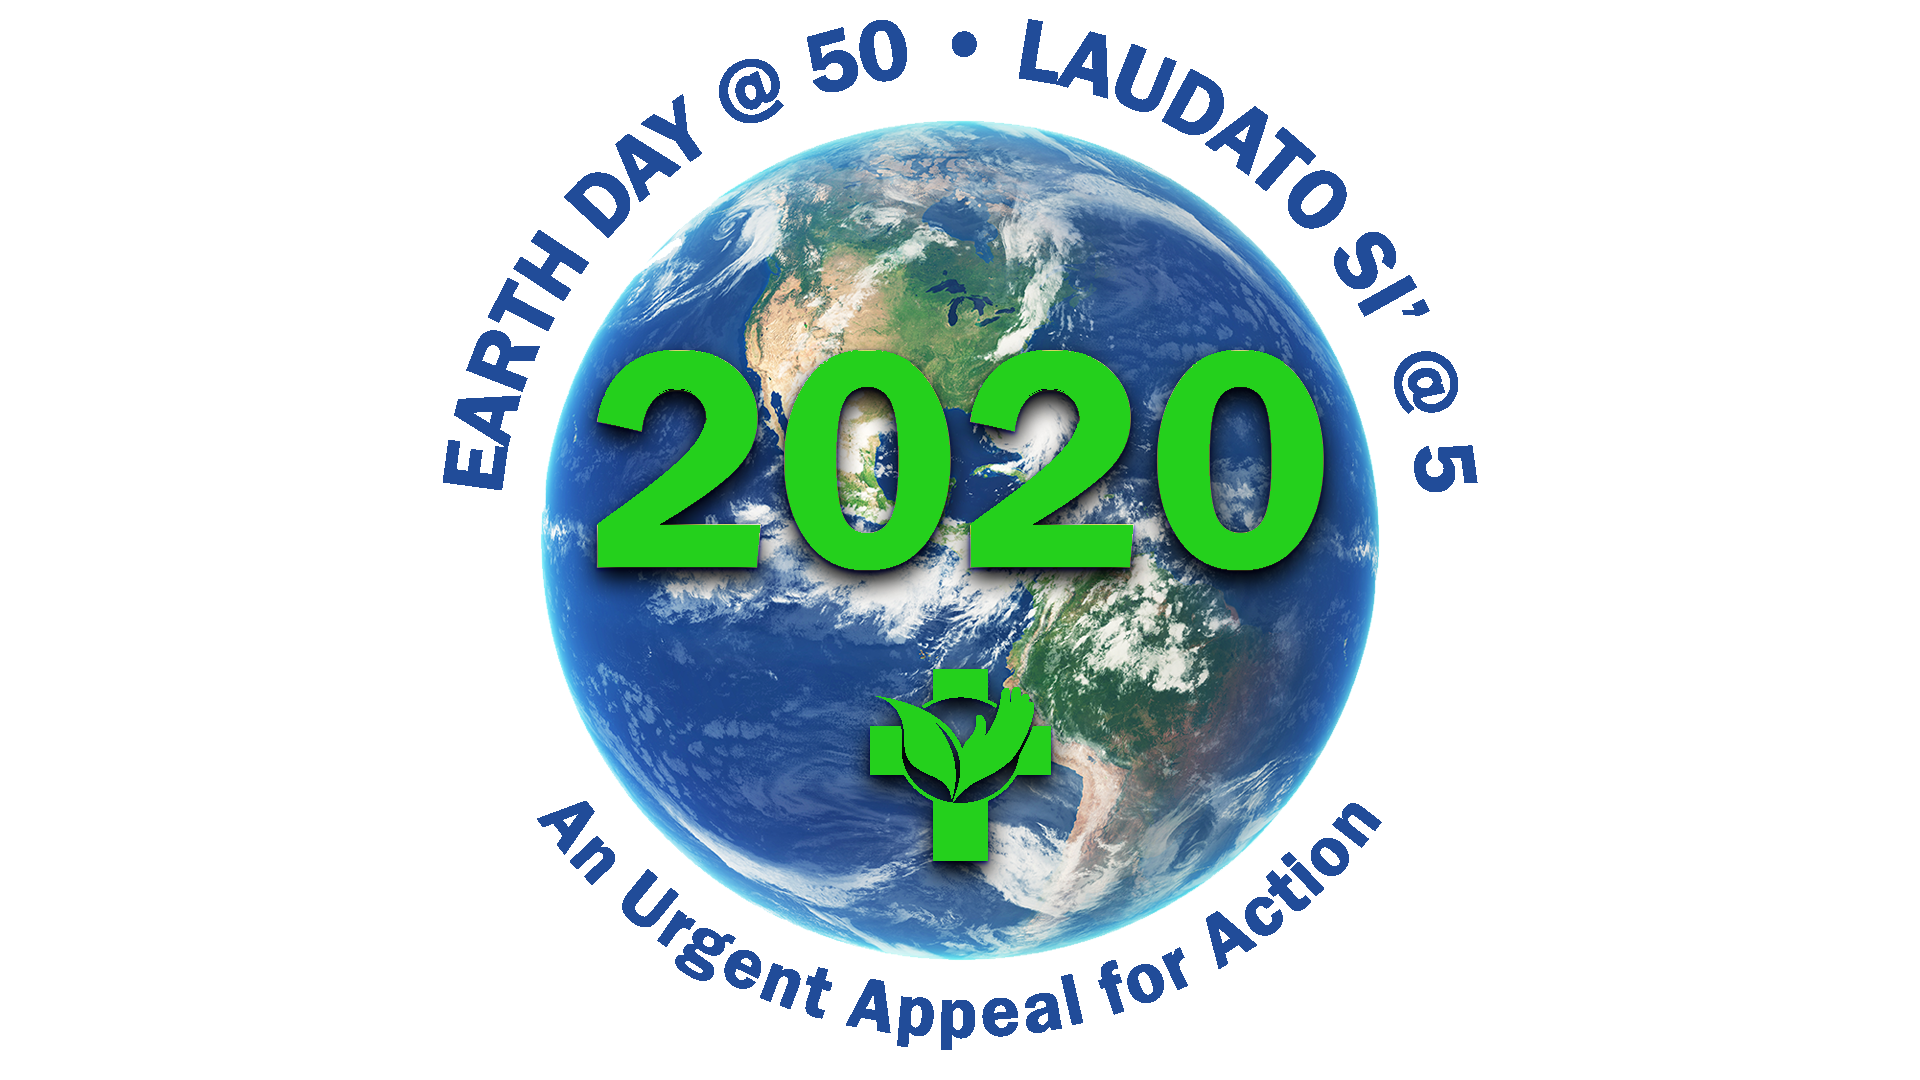 EARTH DAY @ 50 • LAUDATO SI’ @ 5
2020
An Urgent Appeal for Action